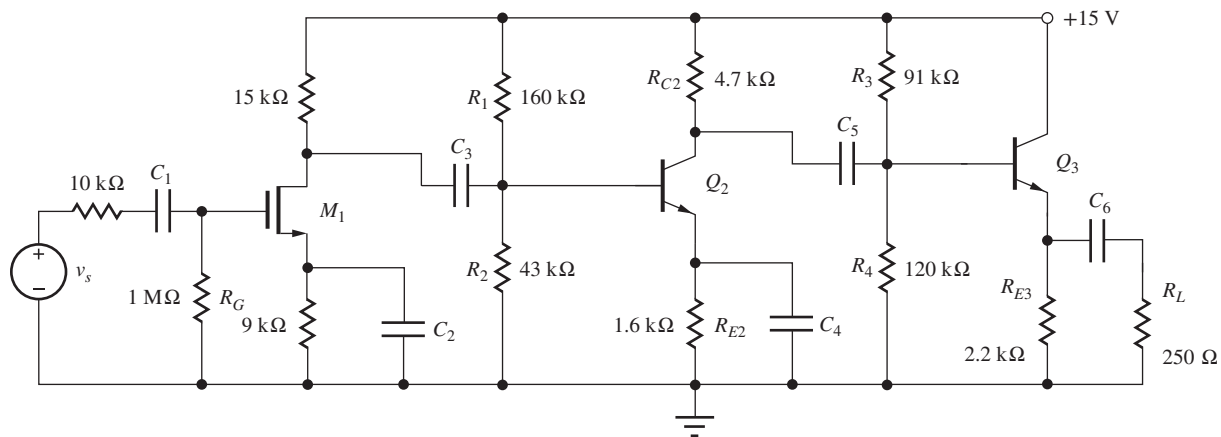 +15 V
15 kΩ
R1
160 kΩ
RC2
4.7 kΩ
R3
91 kΩ
C3
C5
Q3
10 kΩ
C1
M1
Q2
C6
+
−
vs
1 MΩ
RG
9 kΩ
C2
R2
43 kΩ
1.6 kΩ
RE2
C4
R4
120 kΩ
RE3
2.2 kΩ
RL
250 Ω